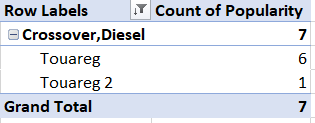 Row Labels Count of Popularity
Crossover,Diesel 7
Touareg 6
Touareg 2 1
Grand Total 7